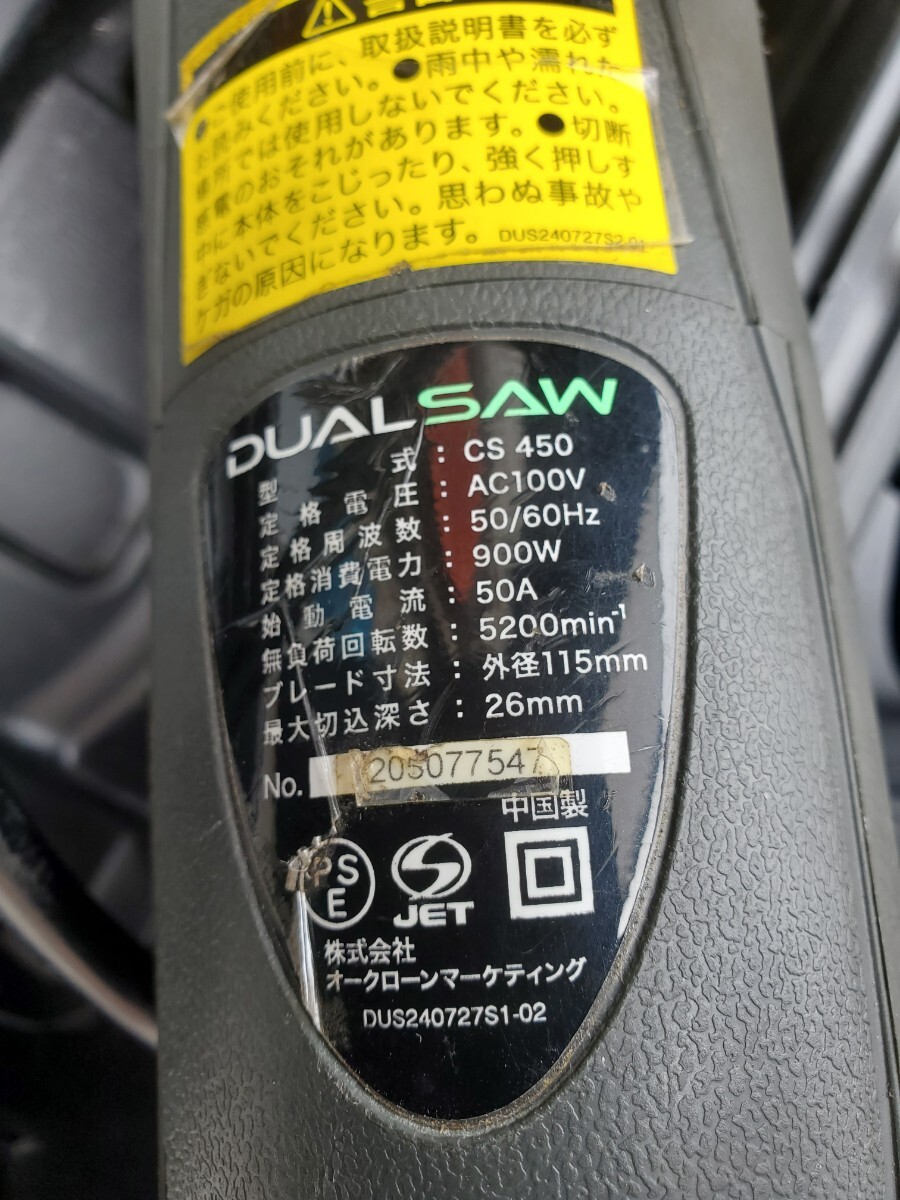 警告
●ご使用前に、取扱説明書を必ず
お読みください。●雨中や濡れた
場所では使用しないでください。
感電のおそれがあります。●切断
中に本体をこじったり、強く押しす
ぎないでください。思わぬ事故や
ケガの原因になります。 DUS240727S2-01
DUALSAW
型式：CS 450
定格電圧：AC100V
定格周波数：50/60Hz
定格消費電力：900W
始動電流：50A
無負荷回転数：5200min⁻¹
ブレード寸法：外径115mm
最大切込深さ：26mm
No. 205077547
中国製
PSE
JET
株式会社
オークローンマーケティング
DUS240727S1-02